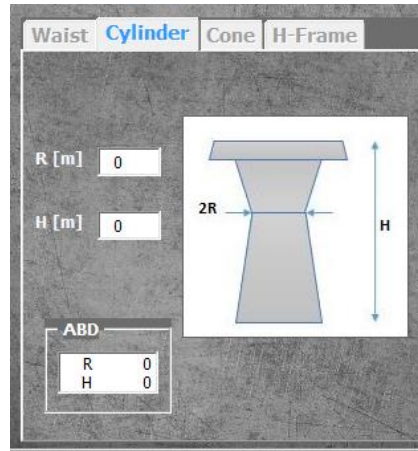 Waist Cylinder Cone H-Frame
R [m] 0
H [m] 0
2R
H
ABD
R 0
H 0